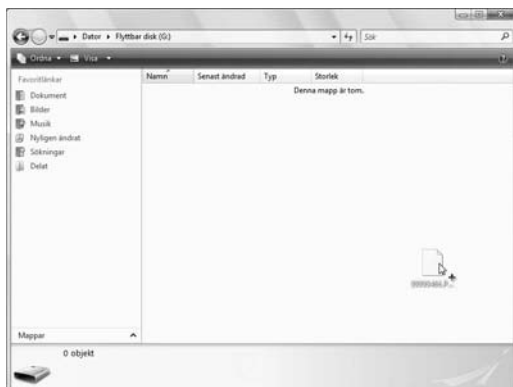 Dator ▸ Flyttbar disk (G:)
Sök
Ordna
Visa
Favoritlänkar
Dokument
Bilder
Musik
Nyligen ändrat
Sökningar
Delat
Mappar
Namn Senast ändrad Typ Storlek
Denna mapp är tom.
0 objekt